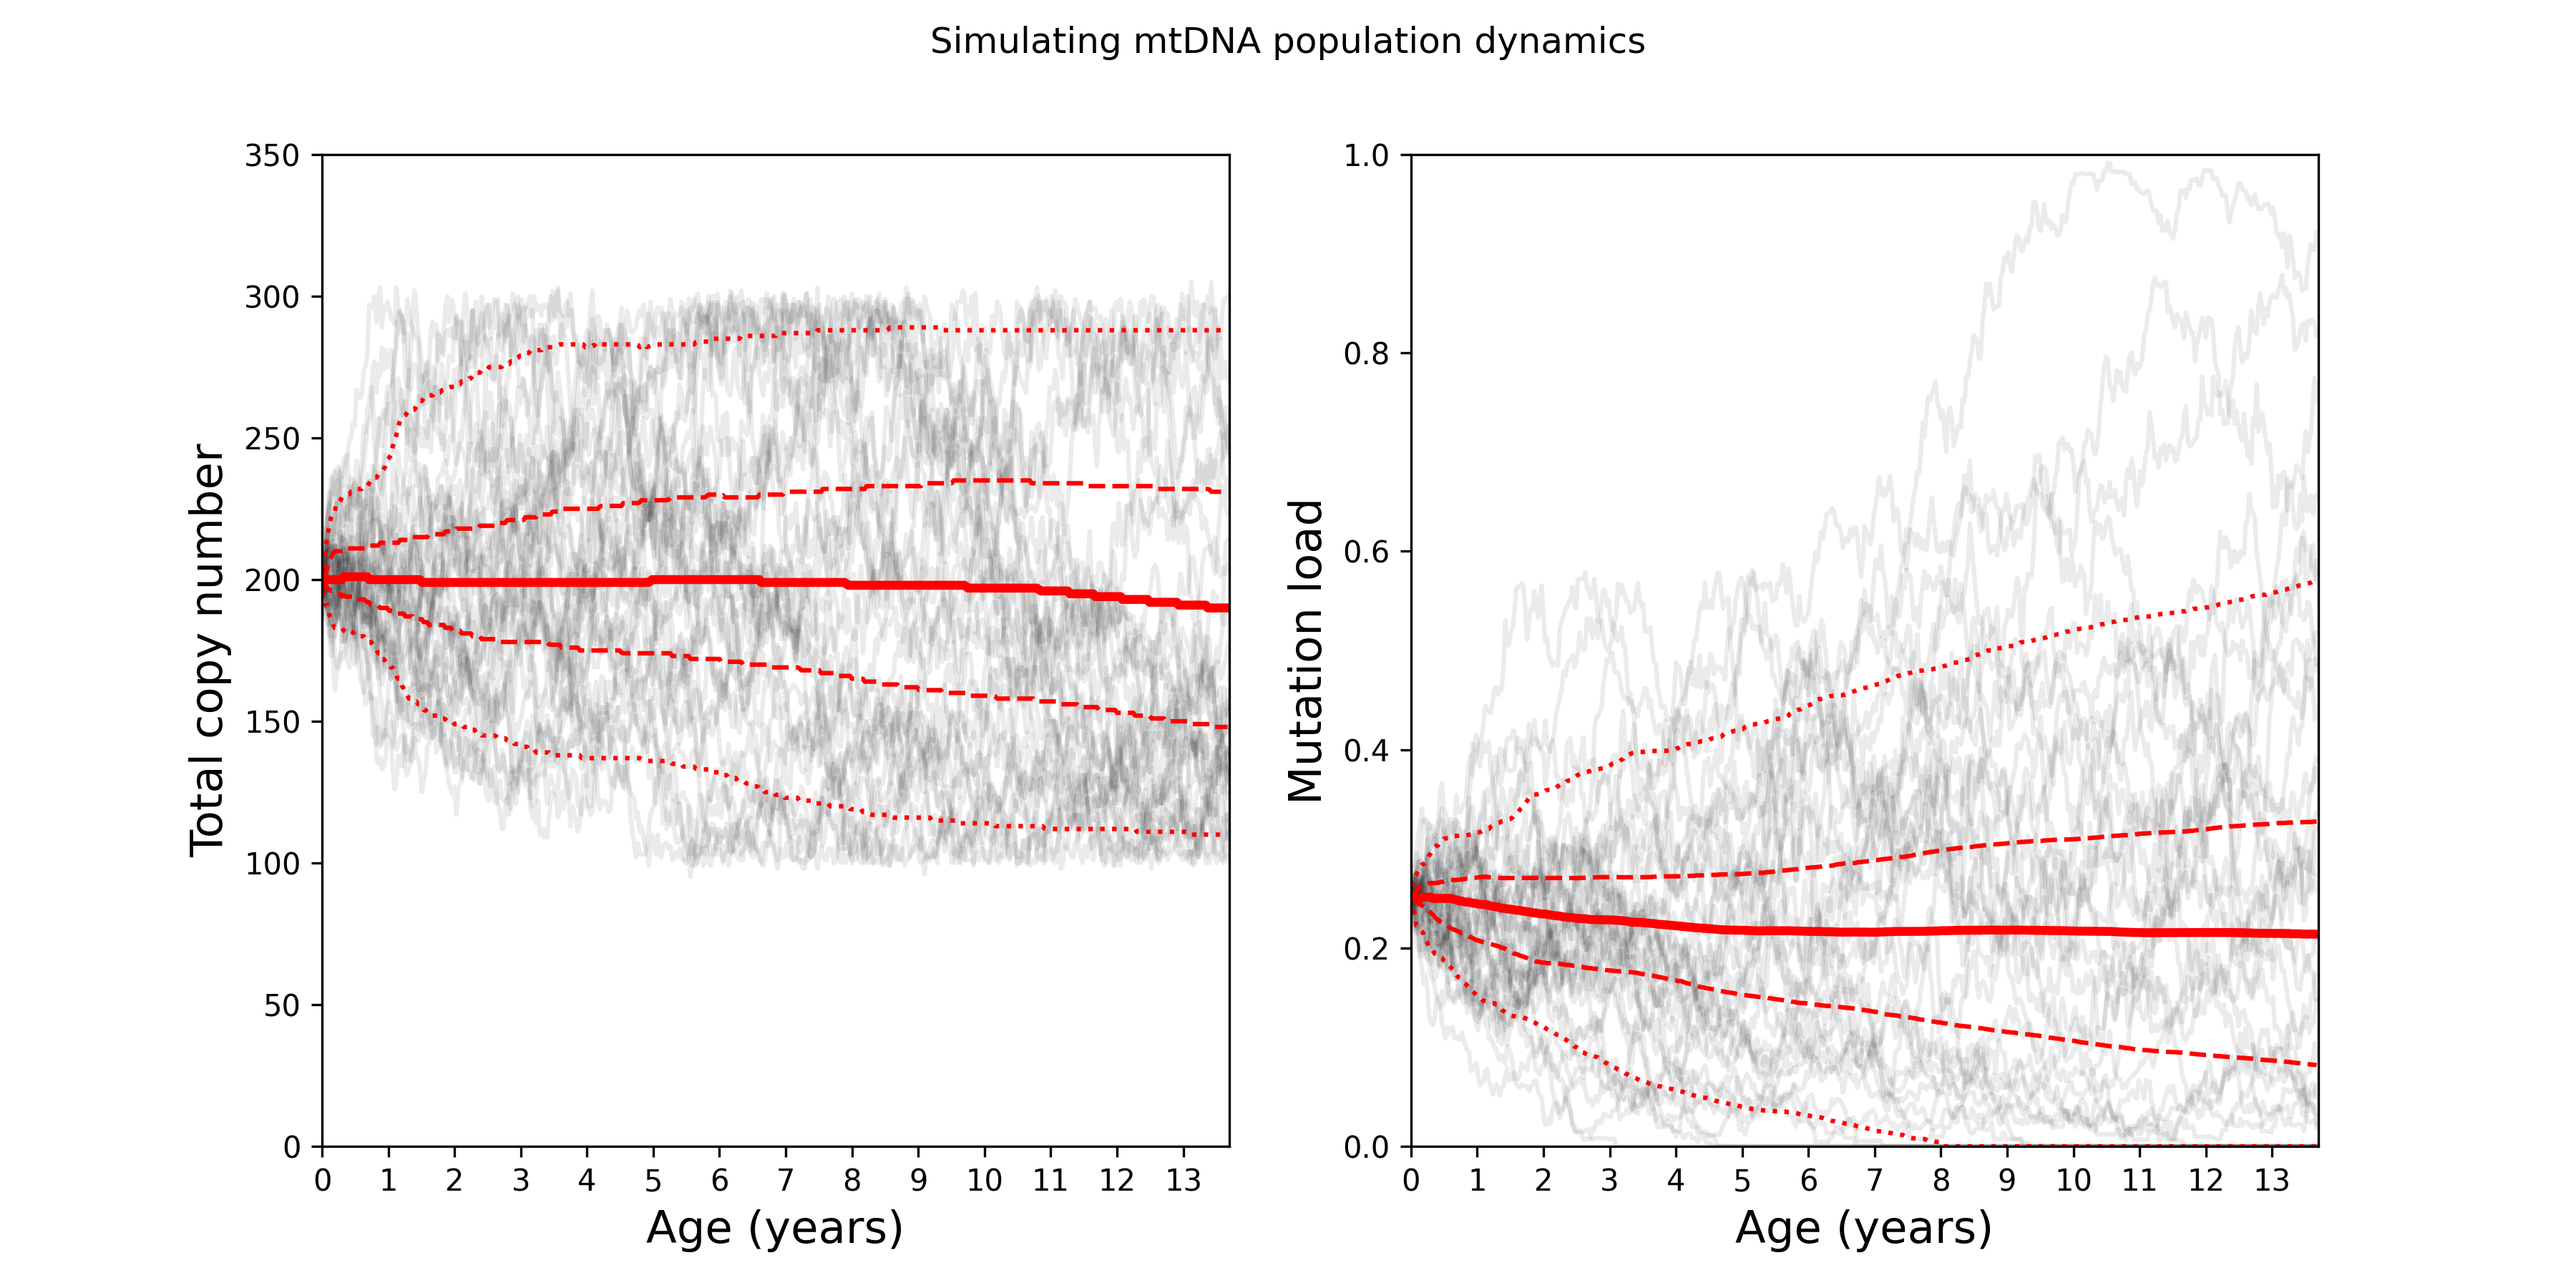 Simulating mtDNA population dynamics
Total copy number
350
300
250
200
150
100
50
0
0 1 2 3 4 5 6 7 8 9 10 11 12 13
Age (years)
Mutation load
1.0
0.8
0.6
0.4
0.2
0.0
0 1 2 3 4 5 6 7 8 9 10 11 12 13
Age (years)